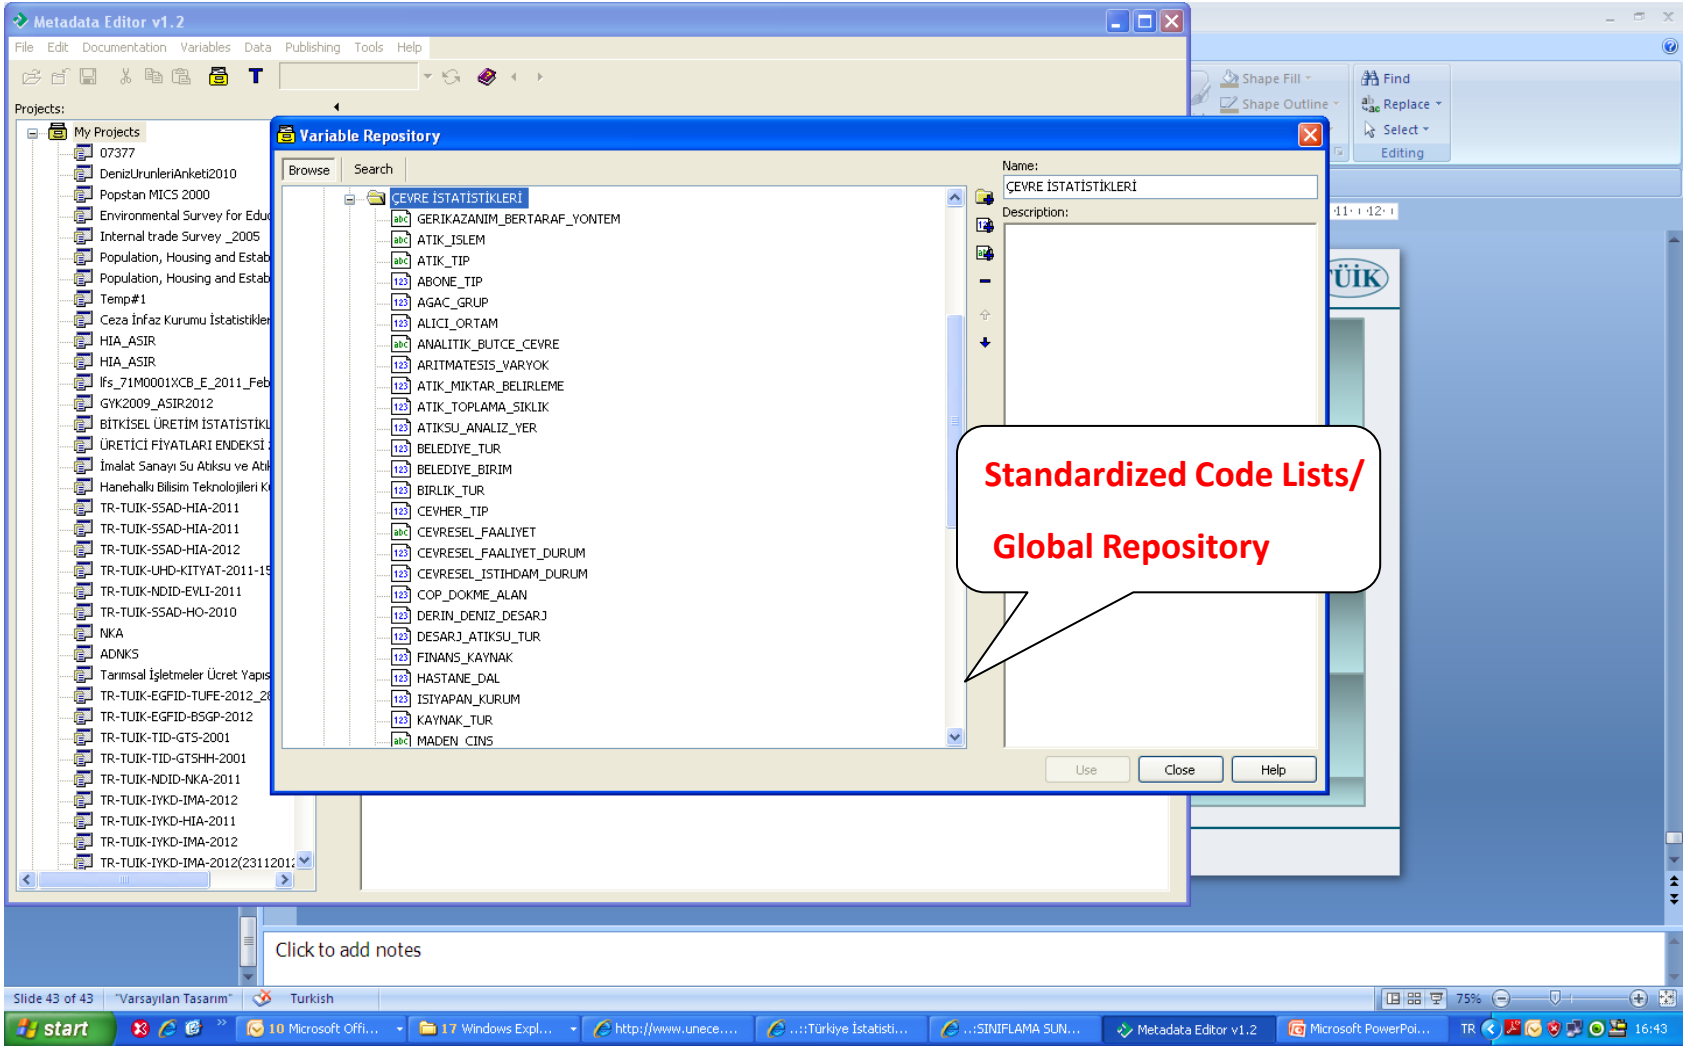 Metadata Editor v1.2
File Edit Documentation Variables Data Publishing Tools Help
T
Shape Fill
Shape Outline
Find
Replace
Select
Editing
Projects:
My Projects
07377
DenizUrunleriAnketi2010
Popstan MICS 2000
Environmental Survey for Edu
Internal trade Survey _2005
Population, Housing and Estab
Population, Housing and Estab
Temp#1
Ceza İnfaz Kurumu İstatistikler
HIA_ASIR
HIA_ASIR
lfs_71M0001XCB_E_2011_Feb
GYK2009_ASIR2012
BİTKİSEL ÜRETİM İSTATİSTİKL
ÜRETİCİ FİYATLARI ENDEKSİ
İmalat Sanayı Su Atıksu ve Atık
Hanehalkı Bilisim Teknolojileri K
TR-TUIK-SSAD-HIA-2011
TR-TUIK-SSAD-HIA-2011
TR-TUIK-SSAD-HIA-2012
TR-TUIK-UHD-KITYAT-2011-15
TR-TUIK-NDID-EVLI-2011
TR-TUIK-SSAD-HO-2010
NKA
ADNKS
Tarımsal İşletmeler Ücret Yapıs
TR-TUIK-EGFID-TUFE-2012_28
TR-TUIK-EGFID-BSGP-2012
TR-TUIK-TID-GTS-2001
TR-TUIK-TID-GTSHH-2001
TR-TUIK-NDID-NKA-2011
TR-TUIK-IYKD-IMA-2012
TR-TUIK-IYKD-HIA-2011
TR-TUIK-IYKD-IMA-2012
TR-TUIK-IYKD-IMA-2012(2311201
Variable Repository
Browse Search
ÇEVRE İSTATİSTİKLERİ
GERIKAZANIM_BERTARAF_YONTEM
ATIK_ISLEM
ATIK_TIP
ABONE_TIP
AGAC_GRUP
ALICI_ORTAM
ANALITIK_BUTCE_CEVRE
ARITMATESIS_VARYOK
ATIK_MIKTAR_BELIRLEME
ATIK_TOPLAMA_SIKLIK
ATIKSU_ANALIZ_YER
BELEDIYE_TUR
BELEDIYE_BIRIM
BIRLIK_TUR
CEVHER_TIP
CEVRESEL_FAALIYET
CEVRESEL_FAALIYET_DURUM
CEVRESEL_ISTIHDAM_DURUM
COP_DOKME_ALAN
DERIN_DENIZ_DESARJ
DESARJ_ATIKSU_TUR
FINANS_KAYNAK
HASTANE_DAL
ISIYAPAN_KURUM
KAYNAK_TUR
MADEN_CINS
Name:
ÇEVRE İSTATİSTİKLERİ
Description:
Use Close Help
11 12
ÜİK
Standardized Code Lists/
Global Repository
Click to add notes
Slide 43 of 43 "Varsayılan Tasarım" Turkish 75%
start 10 Microsoft Offi... 17 Windows Expl... http://www.unece.... ..::Türkiye İstatisti... ..:SINIFLAMA SUN... Metadata Editor v1.2 Microsoft PowerPoi... TR 16:43